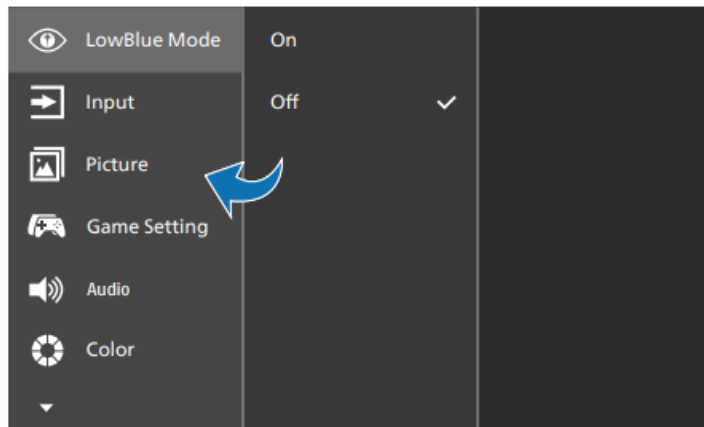 LowBlue Mode
On
Input
Off
Picture
Game Setting
Audio
Color